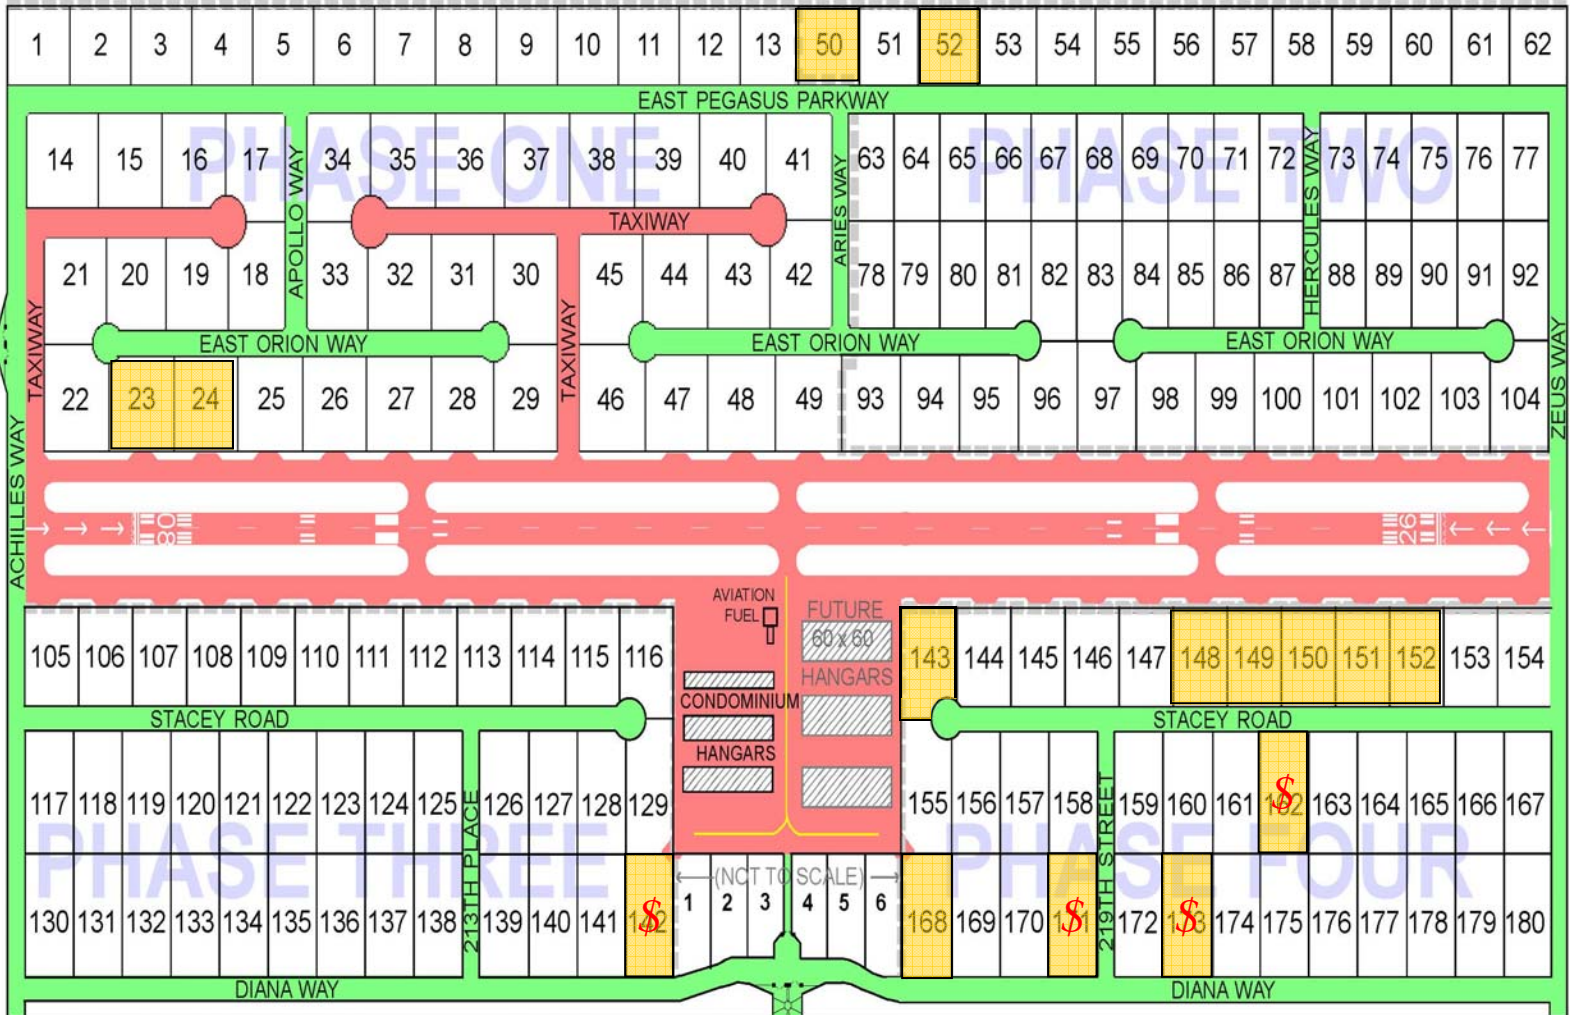 1 2 3 4 5 6 7 8 9 10 11 12 13 50 51 52 53 54 55 56 57 58 59 60 61 62
EAST PEGASUS PARKWAY
PHASE ONE
PHASE TWO
14 15 16 17 34 35 36 37 38 39 40 41 63 64 65 66 67 68 69 70 71 72 73 74 75 76 77
APOLLO WAY
ARIES WAY
HERCULES WAY
TAXIWAY
21 20 19 18 33 32 31 30 45 44 43 42 78 79 80 81 82 83 84 85 86 87 88 89 90 91 92
TAXIWAY
TAXIWAY
EAST ORION WAY
EAST ORION WAY
EAST ORION WAY
ZEUS WAY
22 23 24 25 26 27 28 29 46 47 48 49 93 94 95 96 97 98 99 100 101 102 103 104
ACHILLES WAY
26
AVIATION
FUEL
FUTURE
60 x 60
HANGARS
CONDOMINIUM
HANGARS
105 106 107 108 109 110 111 112 113 114 115 116 143 144 145 146 147 148 149 150 151 152 153 154
STACEY ROAD
STACEY ROAD
117 118 119 120 121 122 123 124 125 126 127 128 129 155 156 157 158 159 160 161 $ 163 164 165 166 167
PHASE THREE
213TH PLACE
PHASE FOUR
219TH STREET
(NCT TO SCALE)
130 131 132 133 134 135 136 137 138 139 140 141 $ 1 2 3 4 5 6 168 169 170 $ 172 $ 174 175 176 177 178 179 180
DIANA WAY
DIANA WAY